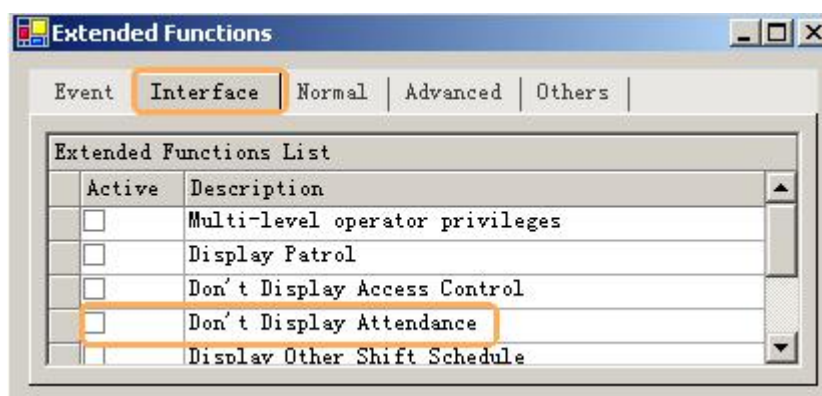 Extended Functions
Event Interface Normal Advanced Others
Extended Functions List
Active Description
Multi-level operator privileges
Display Patrol
Don't Display Access Control
Don't Display Attendance
Display Other Shift Schedule